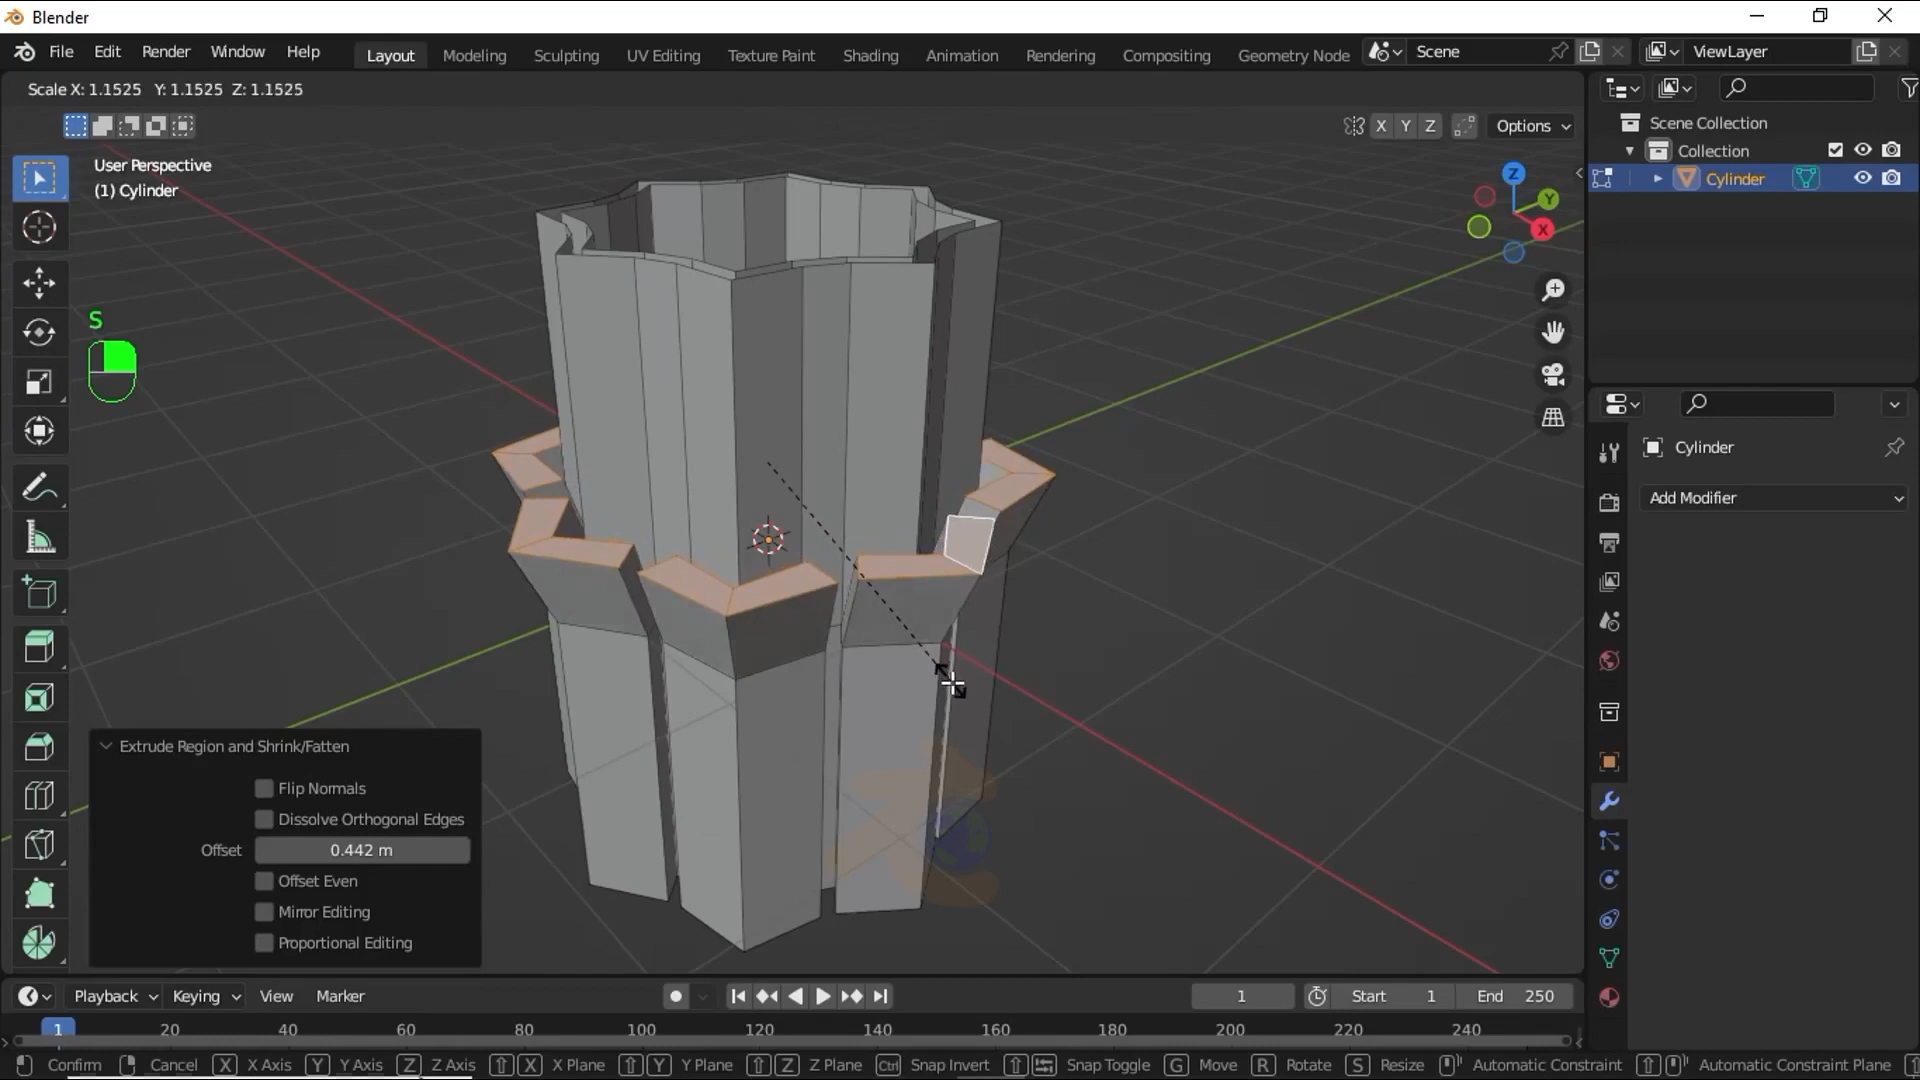 Blender
File Edit Render Window Help Layout Modeling Sculpting UV Editing Texture Paint Shading Animation Rendering Compositing Geometry Node Scene ViewLayer
Scale X: 1.1525 Y: 1.1525 Z: 1.1525
X Y Z Options
User Perspective
(1) Cylinder
Scene Collection
Collection
Cylinder
Z
Y
X
S
Cylinder
Add Modifier
Extrude Region and Shrink/Fatten
Flip Normals
Dissolve Orthogonal Edges
Offset 0.442 m
Offset Even
Mirror Editing
Proportional Editing
Playback Keying View Marker 1 Start 1 End 250
1 20 40 60 80 100 120 140 160 180 200 220 240
Confirm Cancel X X Axis Y Y Axis Z Z Axis X X Plane Y Y Plane Z Z Plane Ctrl Snap Invert Snap Toggle G Move R Rotate S Resize Automatic Constraint Automatic Constraint Plane